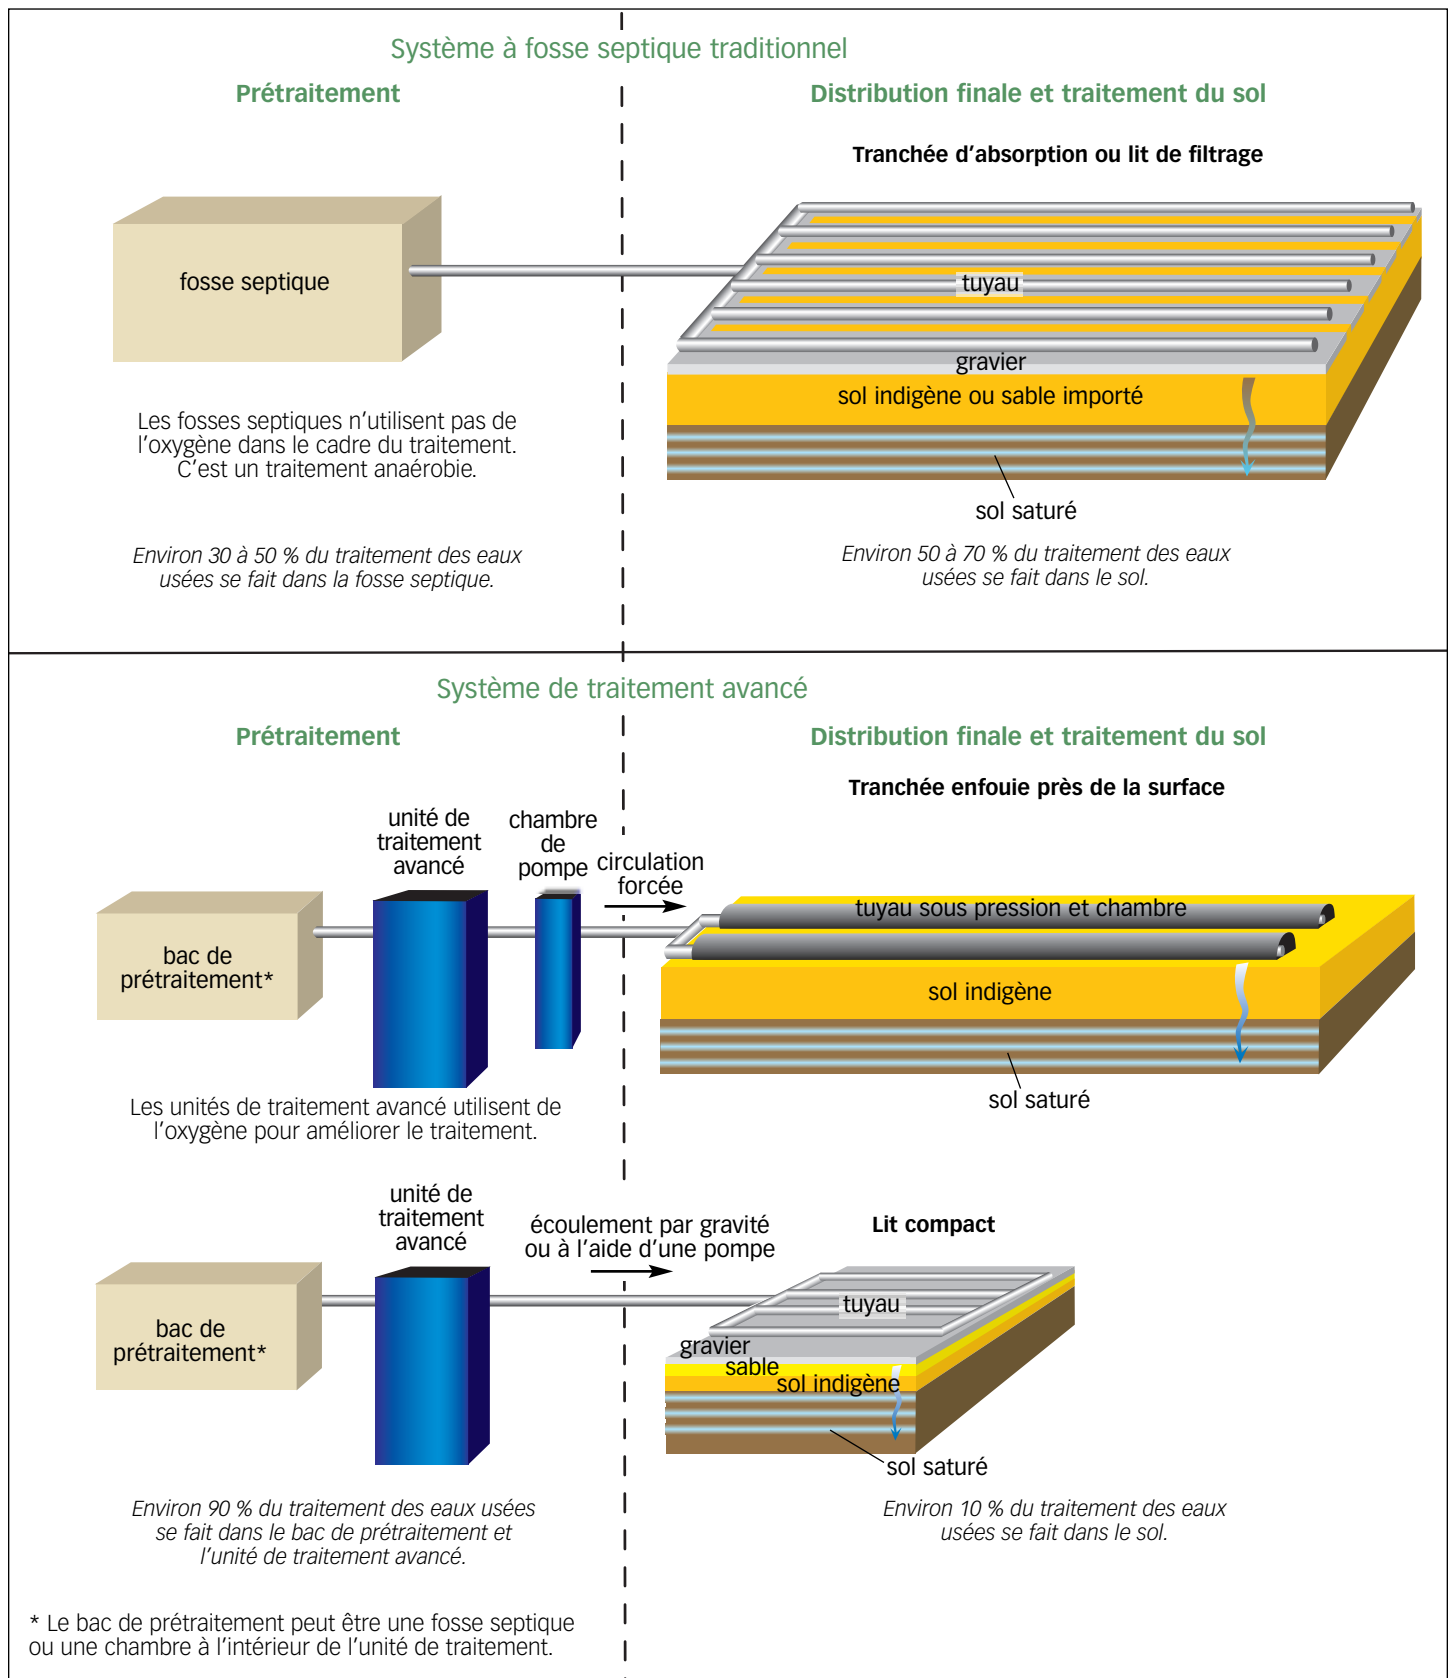 Système à fosse septique traditionnel
Prétraitement
Distribution finale et traitement du sol
Tranchée d'absorption ou lit de filtrage
fosse septique
tuyau
gravier
sol indigène ou sable importé
sol saturé
Les fosses septiques n'utilisent pas de
l'oxygène dans le cadre du traitement.
C'est un traitement anaérobie.
Environ 30 à 50 % du traitement des eaux
usées se fait dans la fosse septique.
Environ 50 à 70 % du traitement des eaux
usées se fait dans le sol.
Système de traitement avancé
Prétraitement
Distribution finale et traitement du sol
Tranchée enfouie près de la surface
unité de
traitement
avancé
chambre
de
pompe
circulation
forcée
bac de
prétraitement*
tuyau sous pression et chambre
sol indigène
sol saturé
Les unités de traitement avancé utilisent de
l'oxygène pour améliorer le traitement.
unité de
traitement
avancé
écoulement par gravité
ou à l'aide d'une pompe
Lit compact
bac de
prétraitement*
tuyau
gravier
sable
sol indigène
sol saturé
Environ 90 % du traitement des eaux usées
se fait dans le bac de prétraitement et
l'unité de traitement avancé.
Environ 10 % du traitement des eaux
usées se fait dans le sol.
* Le bac de prétraitement peut être une fosse septique
ou une chambre à l'intérieur de l'unité de traitement.